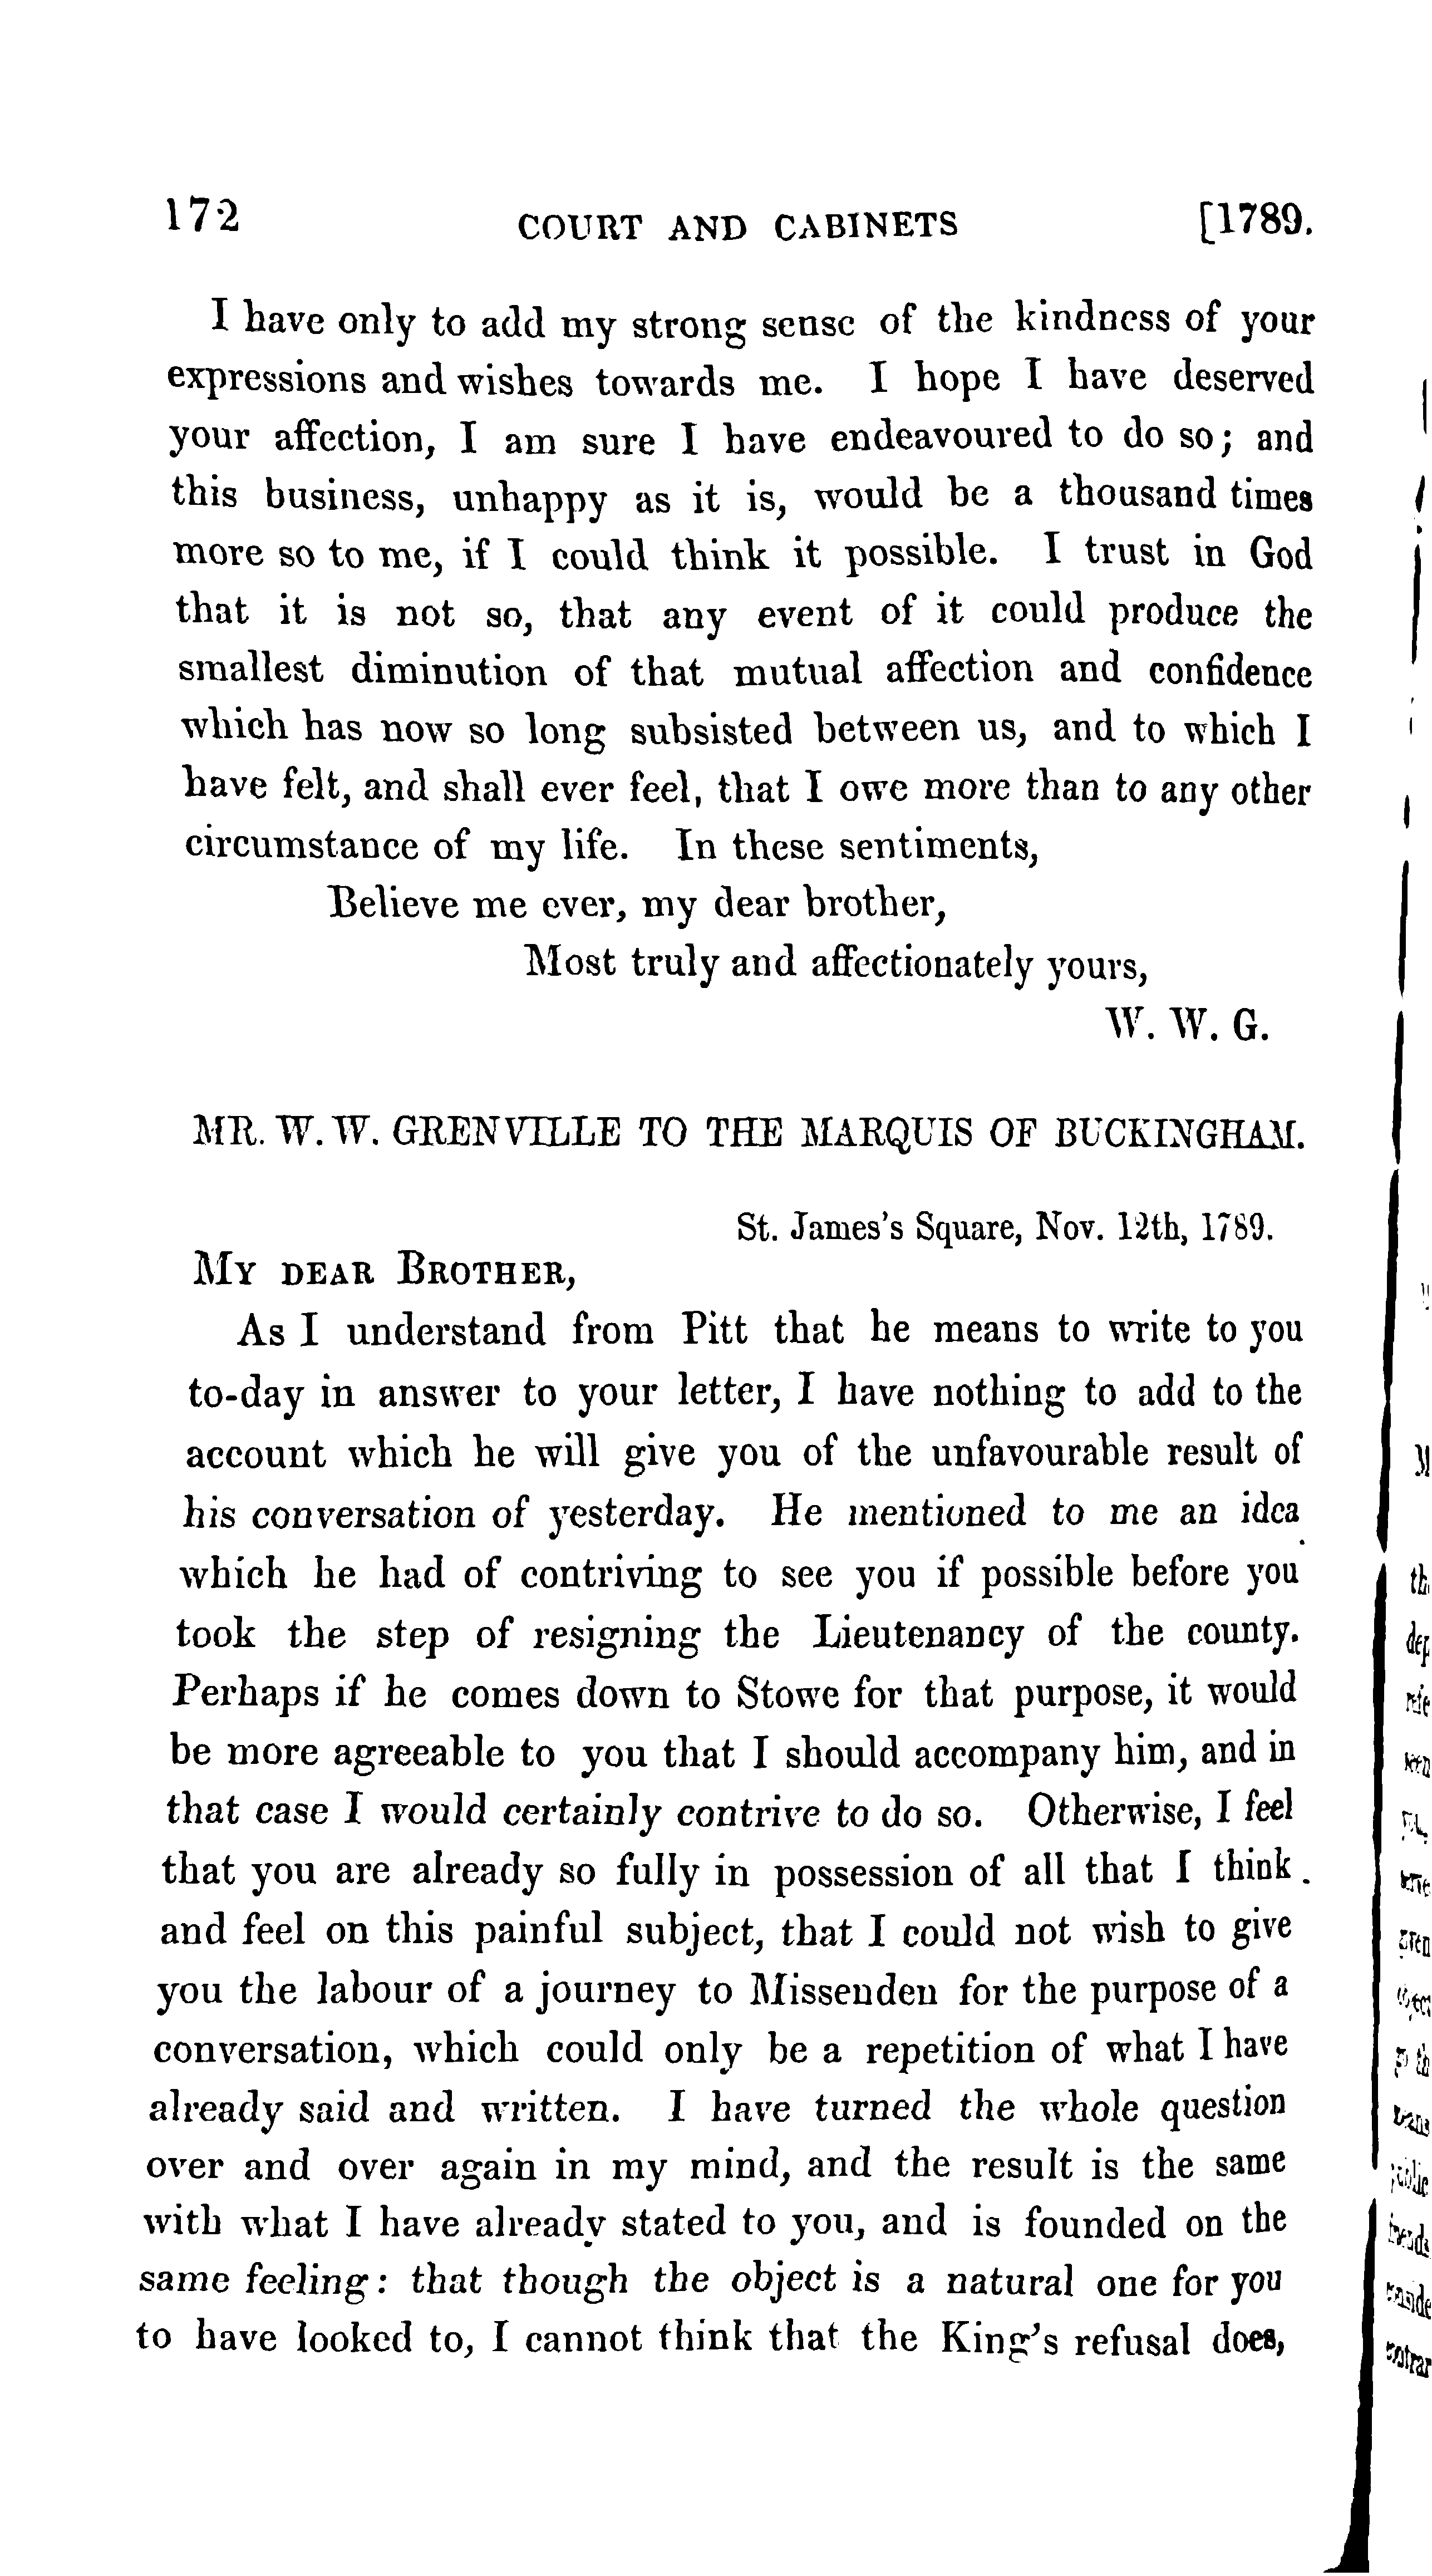 172 COURT AND CABINETS [1789.
I have only to add my strong sense of the kindness of your
expressions and wishes towards me. I hope I have deserved
your affection, I am sure I have endeavoured to do so; and
this business, unhappy as it is, would be a thousand times
more so to me, if I could think it possible. I trust in God
that it is not so, that any event of it could produce the
smallest diminution of that mutual affection and confidence
which has now so long subsisted between us, and to which I
have felt, and shall ever feel, that I owe more than to any other
circumstance of my life. In these sentiments,
Believe me ever, my dear brother,
Most truly and affectionately yours,
W. W. G.
MR. W. W. GRENVILLE TO THE MARQUIS OF BUCKINGHAM.
St. James's Square, Nov. 12th, 1789.
MY DEAR BROTHER,
As I understand from Pitt that he means to write to you
to-day in answer to your letter, I have nothing to add to the
account which he will give you of the unfavourable result of
his conversation of yesterday. He mentioned to me an idea
which he had of contriving to see you if possible before you
took the step of resigning the Lieutenancy of the county.
Perhaps if he comes down to Stowe for that purpose, it would
be more agreeable to you that I should accompany him, and in
that case I would certainly contrive to do so. Otherwise, I feel
that you are already so fully in possession of all that I think
and feel on this painful subject, that I could not wish to give
you the labour of a journey to Missenden for the purpose of a
conversation, which could only be a repetition of what I have
already said and written. I have turned the whole question
over and over again in my mind, and the result is the same
with what I have already stated to you, and is founded on the
same feeling: that though the object is a natural one for you
to have looked to, I cannot think that the King's refusal does,